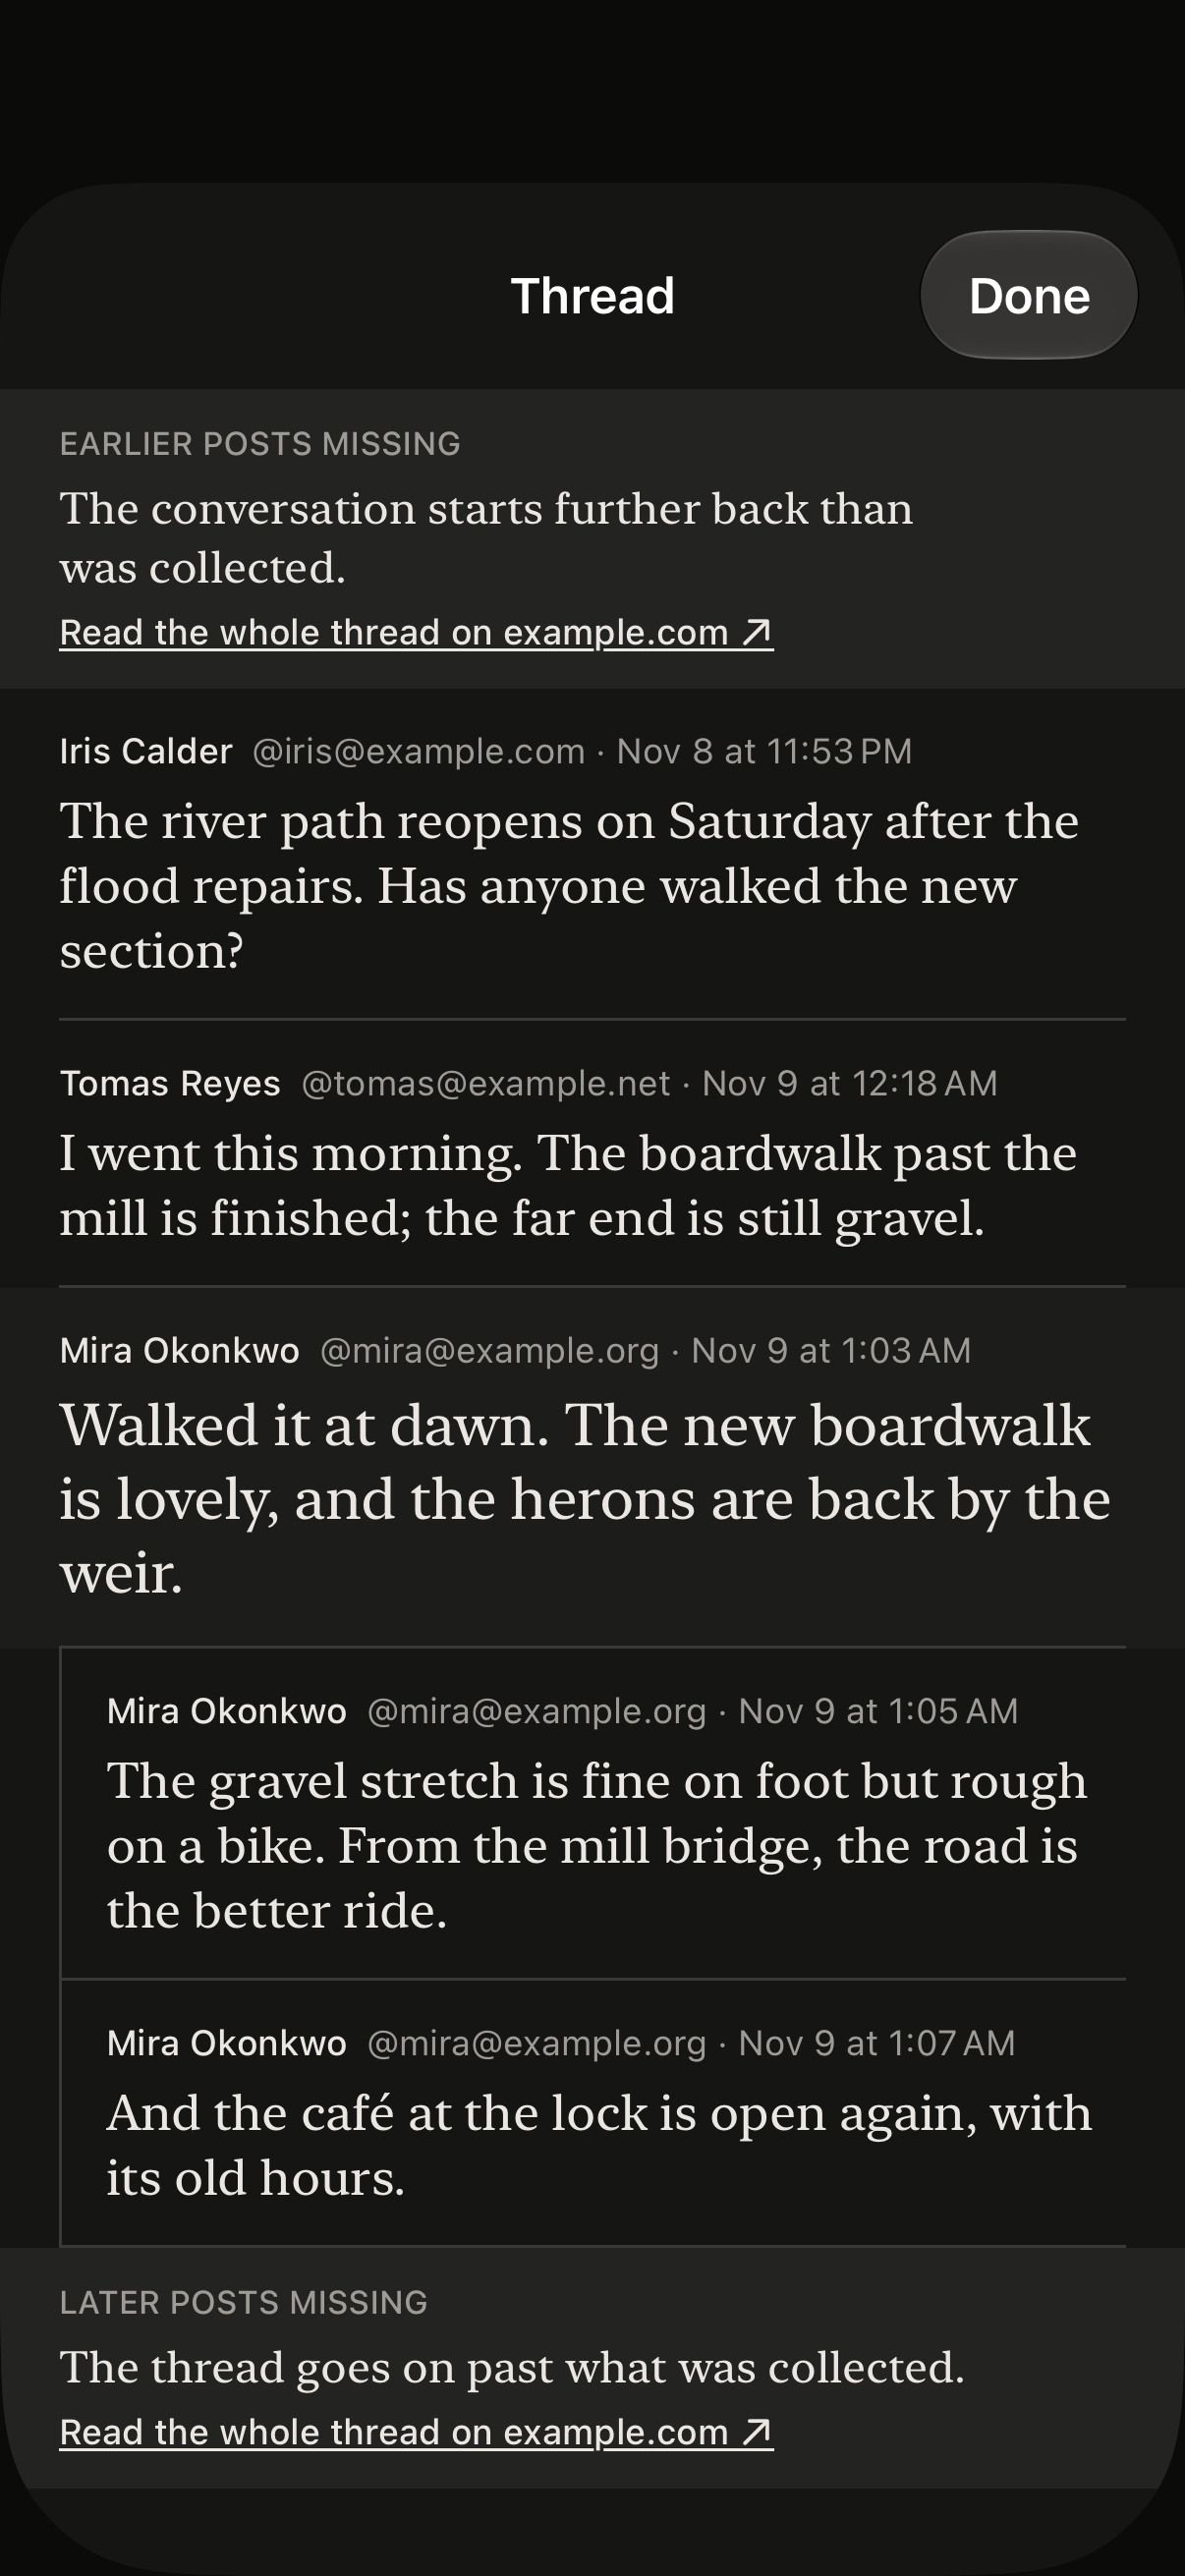 Thread
Done
EARLIER POSTS MISSING
The conversation starts further back than
was collected.
Read the whole thread on example.com ↗
Iris Calder @iris@example.com · Nov 8 at 11:53 PM
The river path reopens on Saturday after the
flood repairs. Has anyone walked the new
section?
Tomas Reyes @tomas@example.net · Nov 9 at 12:18 AM
I went this morning. The boardwalk past the
mill is finished; the far end is still gravel.
Mira Okonkwo @mira@example.org · Nov 9 at 1:03 AM
Walked it at dawn. The new boardwalk
is lovely, and the herons are back by the
weir.
Mira Okonkwo @mira@example.org · Nov 9 at 1:05 AM
The gravel stretch is fine on foot but rough
on a bike. From the mill bridge, the road is
the better ride.
Mira Okonkwo @mira@example.org · Nov 9 at 1:07 AM
And the café at the lock is open again, with
its old hours.
LATER POSTS MISSING
The thread goes on past what was collected.
Read the whole thread on example.com ↗